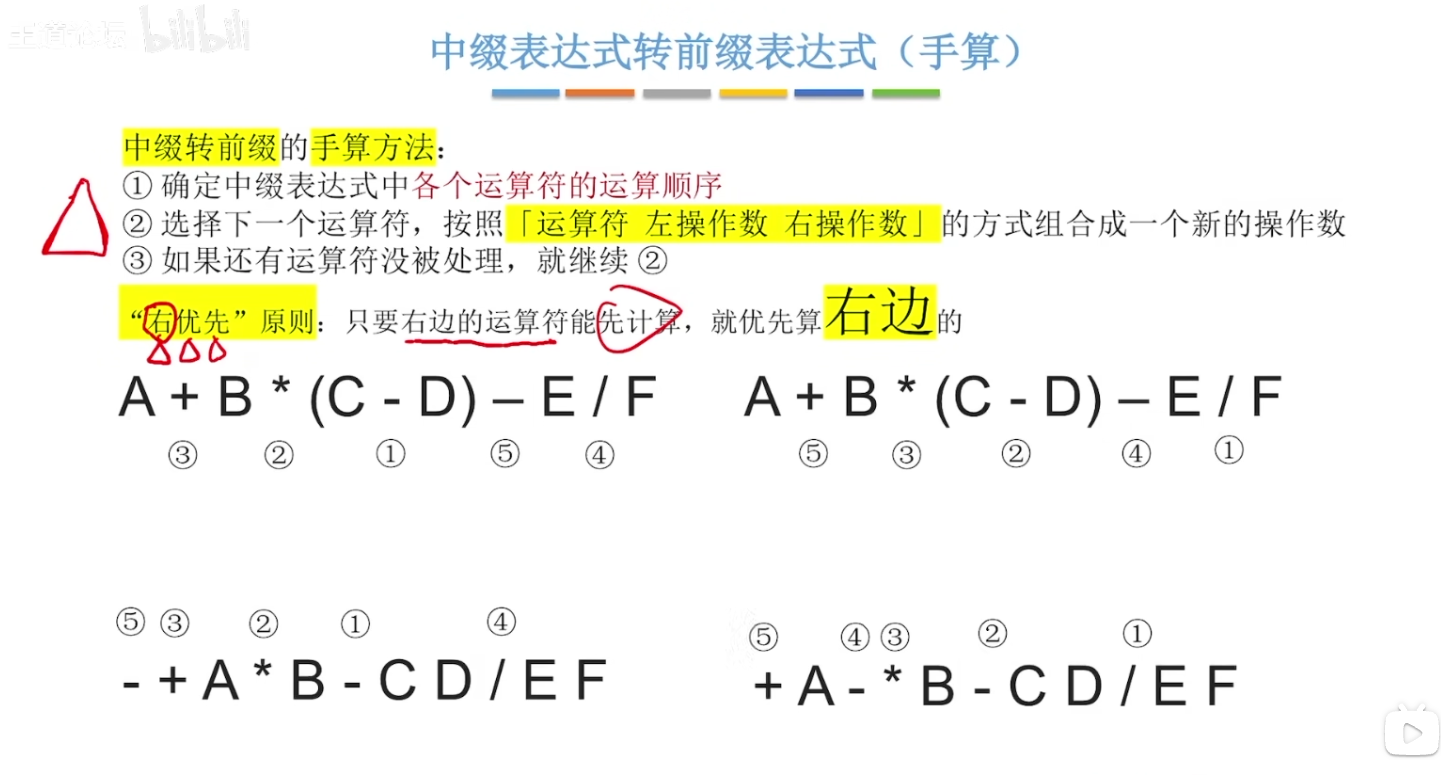 王道论坛 bilibili
中缀表达式转前缀表达式（手算）
中缀转前缀的手算方法：
① 确定中缀表达式中各个运算符的运算顺序
② 选择下一个运算符，按照「运算符 左操作数 右操作数」的方式组合成一个新的操作数
③ 如果还有运算符没被处理，就继续 ②
“右优先”原则：只要右边的运算符能先计算，就优先算右边的
A + B * (C - D) – E / F
③ ② ① ⑤ ④
A + B * (C - D) – E / F
⑤ ③ ② ④ ①
⑤ ③ ② ① ④
- + A * B - C D / E F
⑤ ④ ③ ② ①
+ A - * B - C D / E F